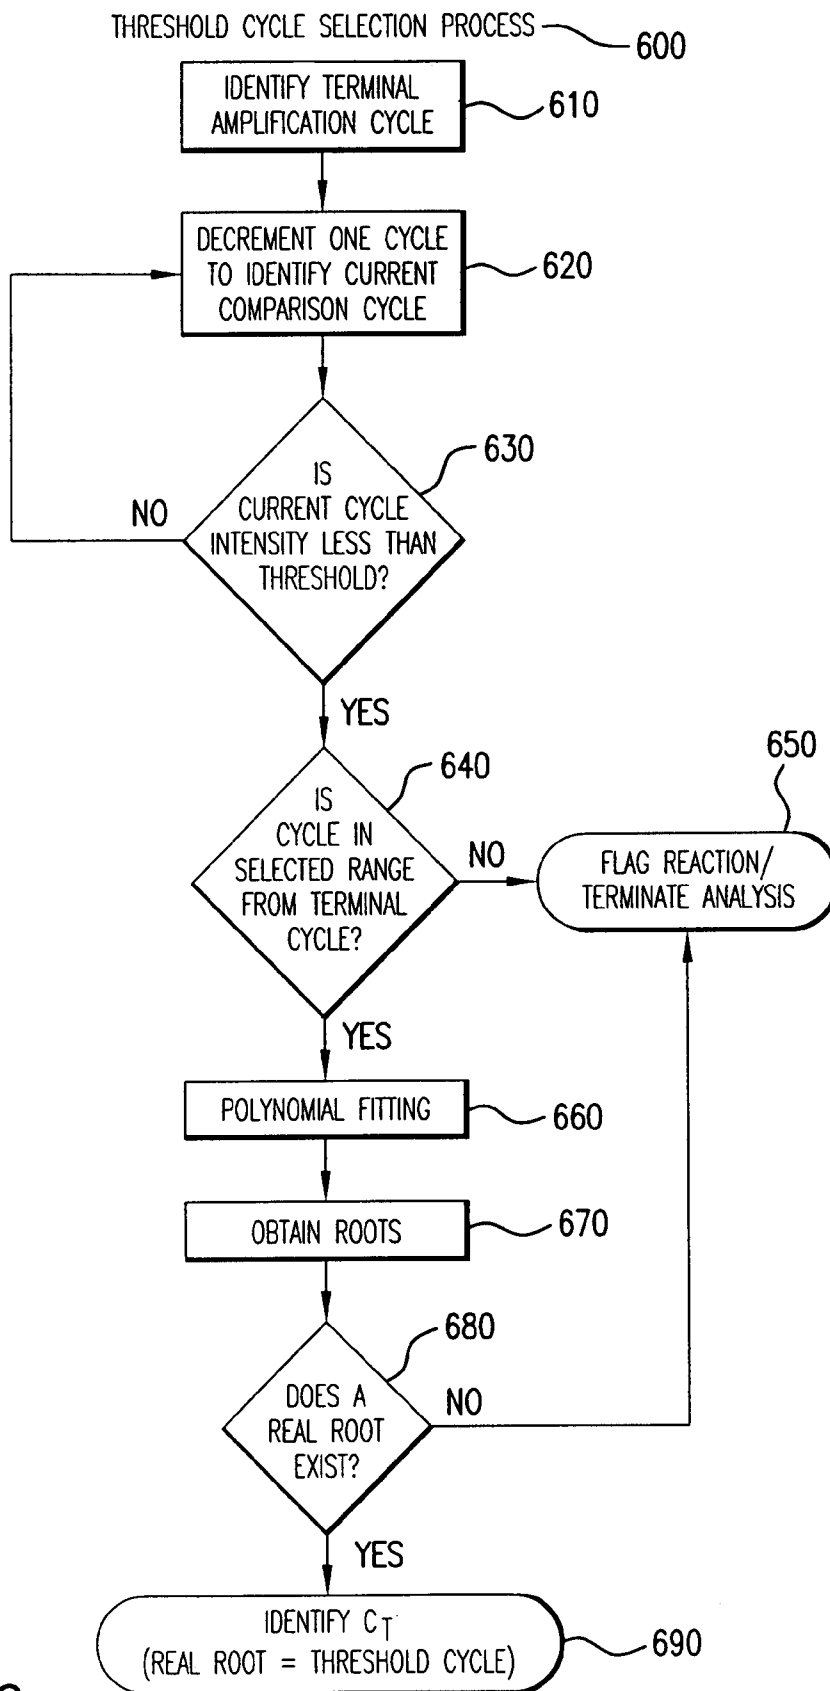 THRESHOLD CYCLE SELECTION PROCESS 600
IDENTIFY TERMINAL
AMPLIFICATION CYCLE
610
DECREMENT ONE CYCLE
TO IDENTIFY CURRENT
COMPARISON CYCLE
620
630
IS
CURRENT CYCLE
INTENSITY LESS THAN
THRESHOLD?
NO
YES
640
IS
CYCLE IN
SELECTED RANGE
FROM TERMINAL
CYCLE?
NO
650
FLAG REACTION/
TERMINATE ANALYSIS
YES
POLYNOMIAL FITTING
660
OBTAIN ROOTS
670
680
DOES A
REAL ROOT
EXIST?
NO
YES
IDENTIFY CT
(REAL ROOT = THRESHOLD CYCLE)
690